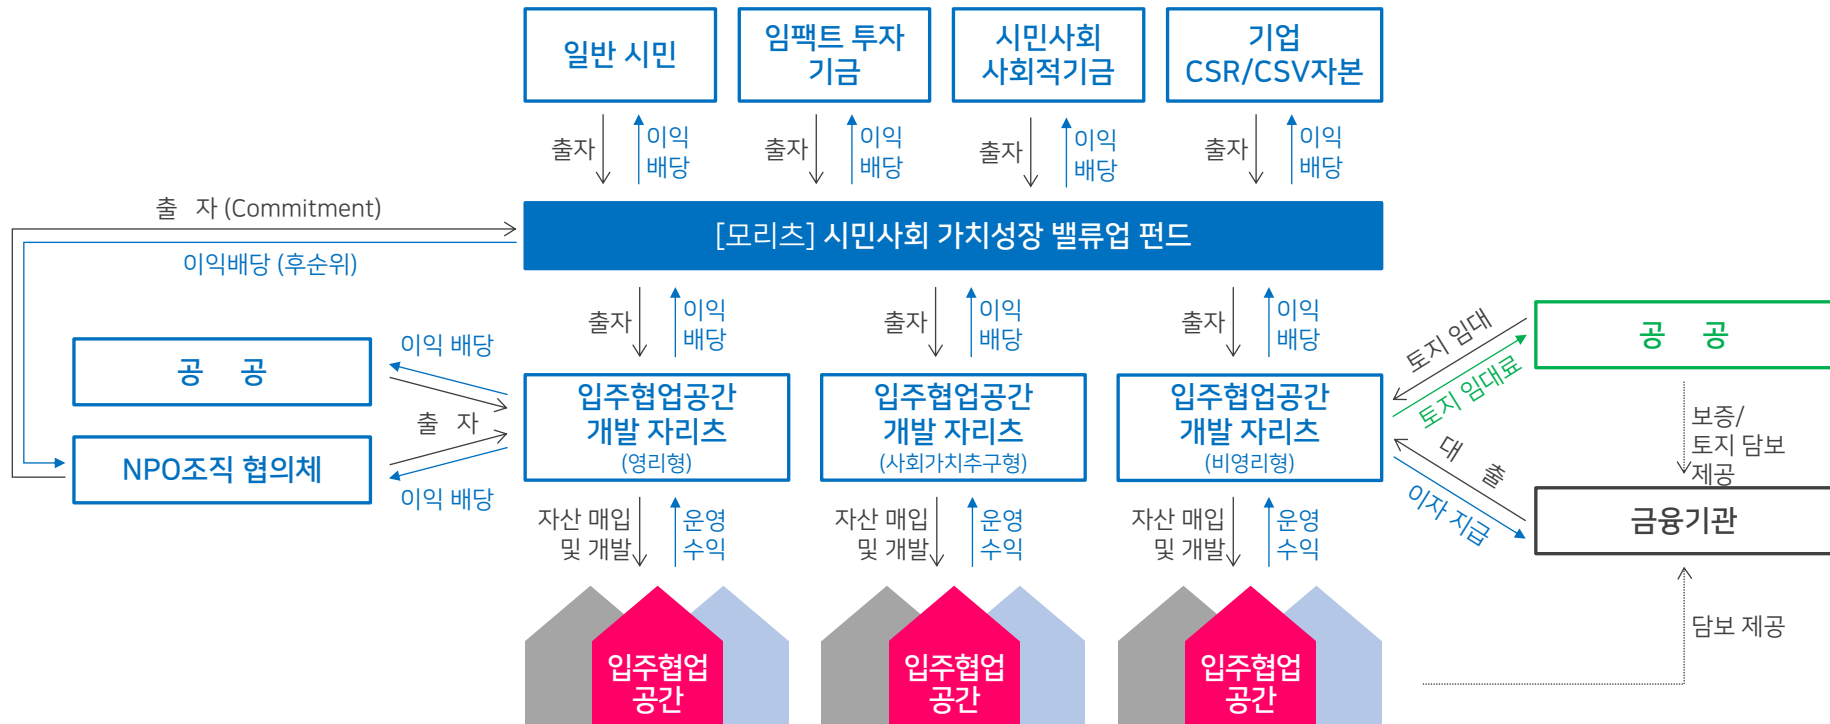 일반 시민
임팩트 투자
기금
시민사회
사회적기금
기업
CSR/CSV자본
출자
이익
배당
출자
이익
배당
출자
이익
배당
출자
이익
배당
출 자 (Commitment)
이익배당 (후순위)
[모리츠] 시민사회 가치성장 밸류업 펀드
출자
이익
배당
출자
이익
배당
출자
이익
배당
공 공
NPO조직 협의체
이익 배당
출 자
이익 배당
입주협업공간
개발 자리츠
(영리형)
입주협업공간
개발 자리츠
(사회가치추구형)
입주협업공간
개발 자리츠
(비영리형)
토지 임대
토지 임대료
대 출
이자 지급
공 공
보증/
토지 담보
제공
금융기관
담보 제공
자산 매입
및 개발
운영
수익
자산 매입
및 개발
운영
수익
자산 매입
및 개발
운영
수익
입주협업
공간
입주협업
공간
입주협업
공간